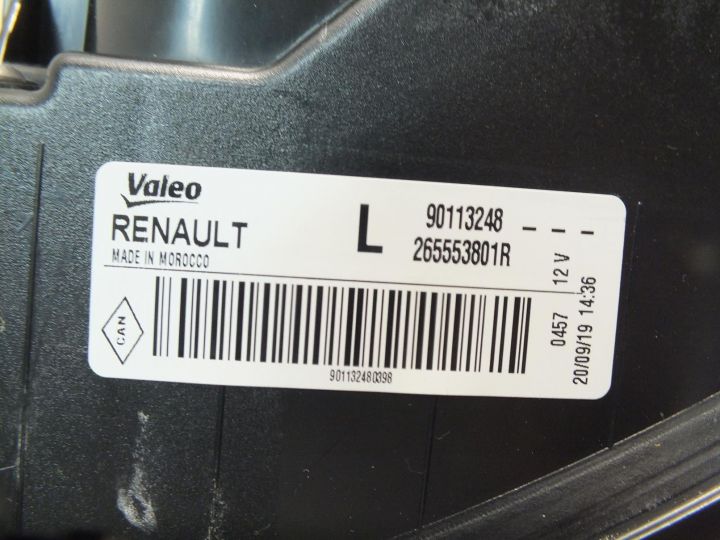 Valeo
RENAULT
MADE IN MOROCCO
L
90113248 - - -
265553801R
CAN
901132480398
0457 12 V
20/09/19 14:36